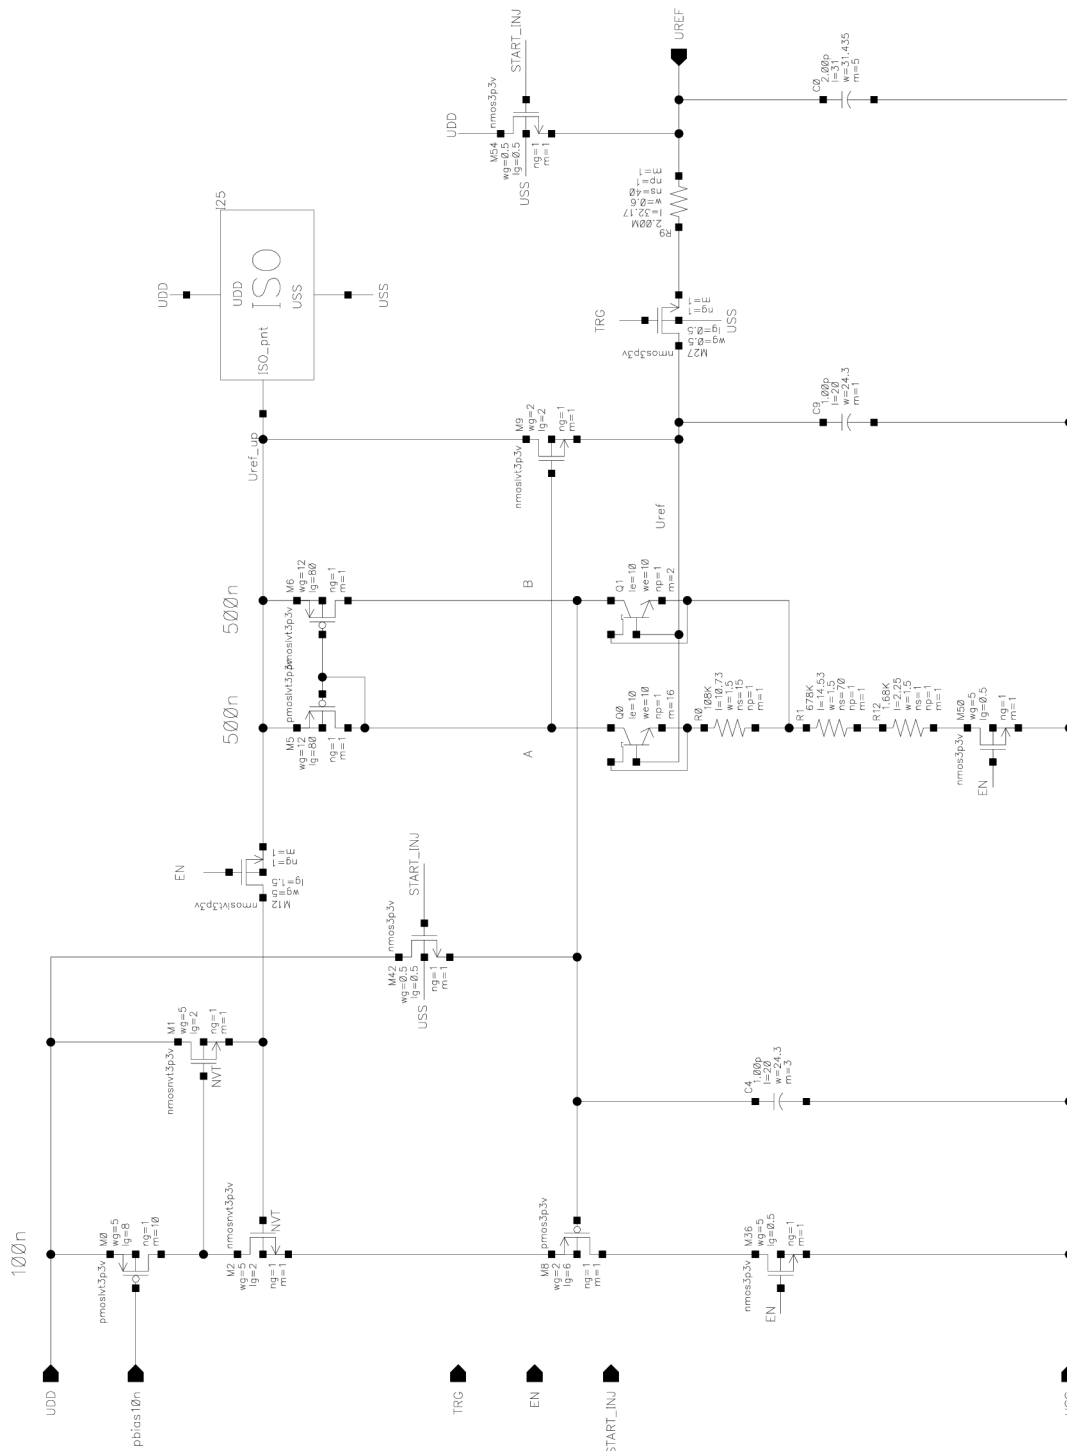 UREF
START_INJ
UDD
nmos3p3v
M54
wg=0.5
lg=0.5
ng=1
m=1
USS
C0
2.00p
l=31
w=31.435
m=5
R9
2.00M
l=32.17
w=0.6
ns=40
np=1
m=1
I25
ISO
UDD
USS
ISO_pnt
UDD
USS
TRG
nmos3p3v
M27
wg=0.5
lg=0.5
ng=1
m=1
USS
C9
1.00p
l=20
w=24.3
m=1
Uref_up
nmoslvt3p3v
M9
wg=2
lg=2
ng=1
m=1
Uref
500n
M6
wg=12
lg=80
ng=1
m=1
B
Q1
le=10
we=10
np=1
m=2
500n
pmoslvt3p3v
M5
wg=12
lg=80
ng=1
m=1
A
Q0
le=10
we=10
np=1
m=16
R0
108K
l=10.73
w=1.5
ns=15
np=1
m=1
R1
678K
l=14.53
w=1.5
ns=70
np=1
m=1
R12
1.68K
l=2.25
w=1.5
ns=1
np=1
m=1
nmos3p3v
M50
wg=5
lg=0.5
ng=1
m=1
EN
EN
nmoslvt3p3v
M12
wg=5
lg=1.5
ng=1
m=1
START_INJ
nmos3p3v
M42
wg=0.5
lg=0.5
ng=1
m=1
USS
nmosnvt3p3v
M1
wg=5
lg=2
ng=1
m=1
NVT
C4
1.00p
l=20
w=24.3
m=3
100n
pmoslvt3p3v
M0
wg=5
lg=8
ng=1
m=10
nmosnvt3p3v
M2
wg=5
lg=2
ng=1
m=1
NVT
pmos3p3v
M8
wg=2
lg=6
ng=1
m=1
nmos3p3v
M36
wg=5
lg=0.5
ng=1
m=1
EN
UDD
pbias10n
TRG
EN
START_INJ